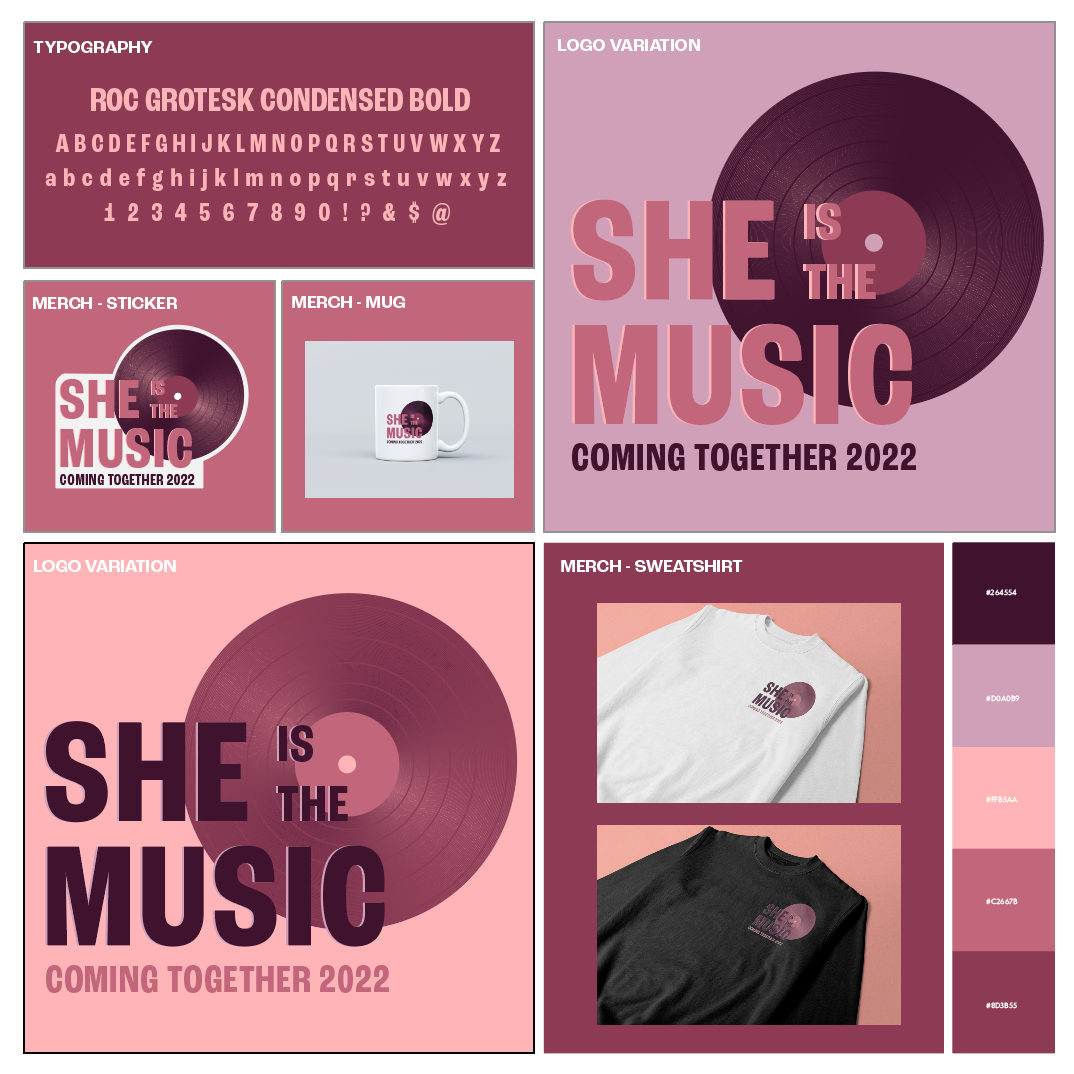 TYPOGRAPHY
ROC GROTESK CONDENSED BOLD
A B C D E F G H I J K L M N O P Q R S T U V W X Y Z
a b c d e f g h i j k l m n o p q r s t u v w x y z
1 2 3 4 5 6 7 8 9 0 ! ? & $ @
LOGO VARIATION
SHE IS THE
MUSIC
COMING TOGETHER 2022
MERCH - STICKER
SHE IS THE
MUSIC
COMING TOGETHER 2022
MERCH - MUG
SHE IS THE
MUSIC
COMING TOGETHER 2022
LOGO VARIATION
SHE IS THE
MUSIC
COMING TOGETHER 2022
MERCH - SWEATSHIRT
SHE IS THE
MUSIC
COMING TOGETHER 2022
SHE IS THE
MUSIC
COMING TOGETHER 2022
#264554
#D0A0B9
#FFB5AA
#C2667B
#8D3B55